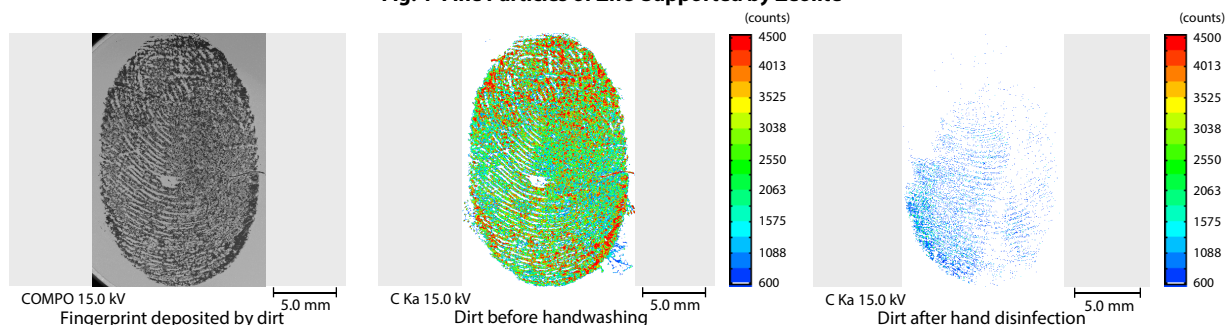 (counts)
4500
4013
3525
3038
2550
2063
1575
1088
600
(counts)
4500
4013
3525
3038
2550
2063
1575
1088
600
COMPO 15.0 kV
5.0 mm
Fingerprint deposited by dirt
C Ka 15.0 kV
5.0 mm
Dirt before handwashing
C Ka 15.0 kV
5.0 mm
Dirt after hand disinfection